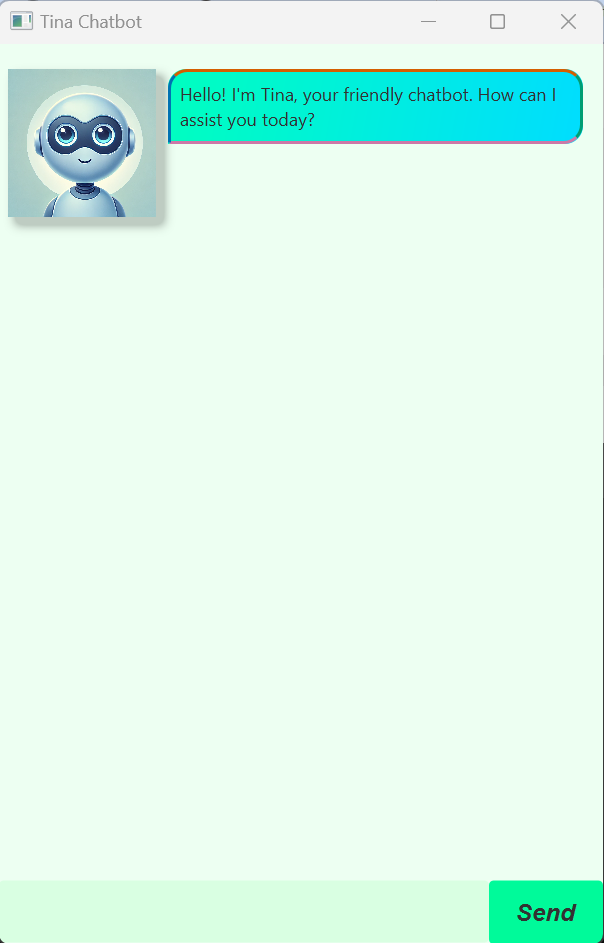 Tina Chatbot
Hello! I'm Tina, your friendly chatbot. How can I
assist you today?
Send